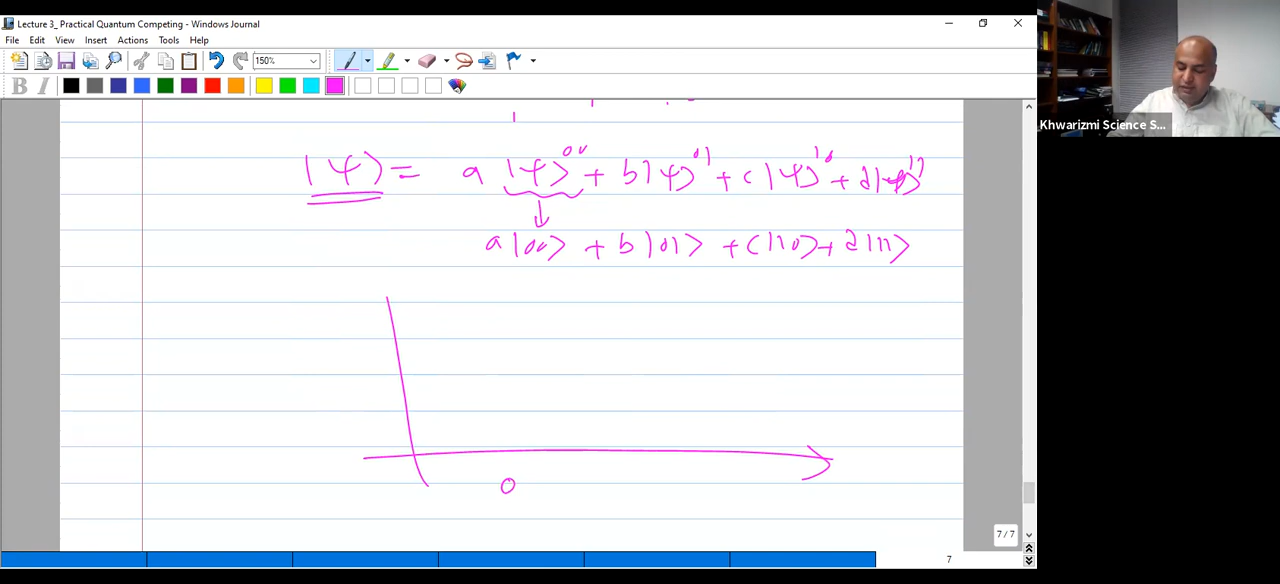 Lecture 3_ Practical Quantum Competing - Windows Journal
File Edit View Insert Actions Tools Help
150%
B I
Khwarizmi Science S...
|ψ⟩ = a|ψ⟩⁰⁰ + b|ψ⟩⁰¹ + c|ψ⟩¹⁰ + d|ψ⟩¹¹
a|00⟩ + b|01⟩ + c|10⟩ + d|11⟩
0
7 / 7
7